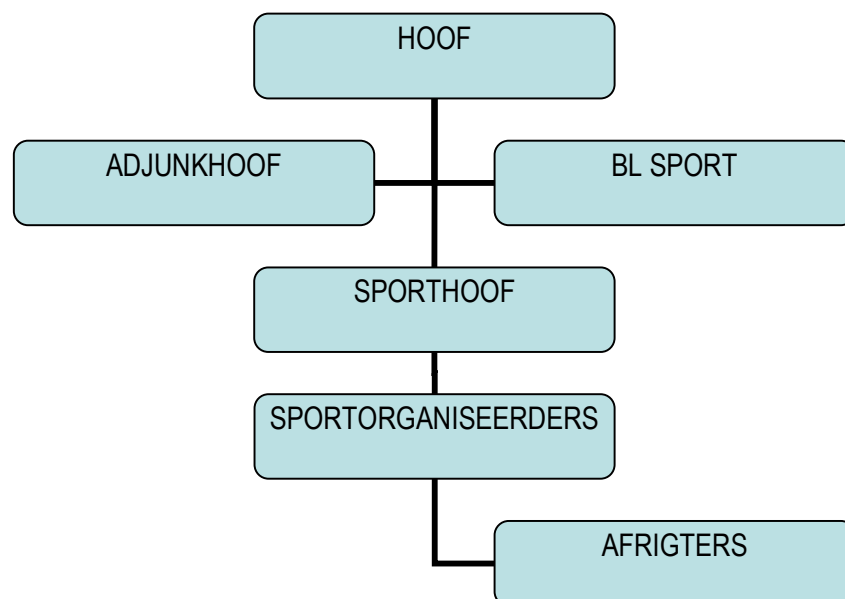 HOOF
ADJUNKHOOF
BL SPORT
SPORTHOOF
SPORTORGANISEERDERS
AFRIGTERS